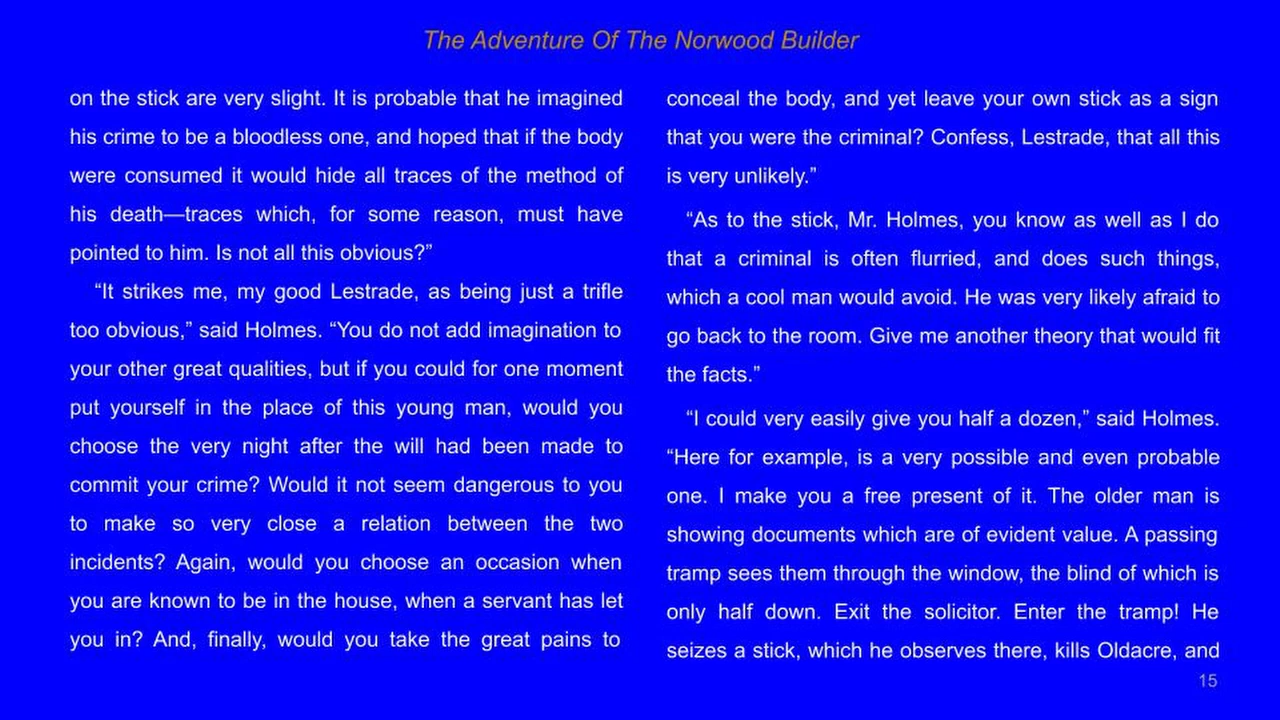 The Adventure Of The Norwood Builder
on the stick are very slight. It is probable that he imagined
his crime to be a bloodless one, and hoped that if the body
were consumed it would hide all traces of the method of
his death—traces which, for some reason, must have
pointed to him. Is not all this obvious?”
“It strikes me, my good Lestrade, as being just a trifle
too obvious,” said Holmes. “You do not add imagination to
your other great qualities, but if you could for one moment
put yourself in the place of this young man, would you
choose the very night after the will had been made to
commit your crime? Would it not seem dangerous to you
to make so very close a relation between the two
incidents? Again, would you choose an occasion when
you are known to be in the house, when a servant has let
you in? And, finally, would you take the great pains to
conceal the body, and yet leave your own stick as a sign
that you were the criminal? Confess, Lestrade, that all this
is very unlikely.”
“As to the stick, Mr. Holmes, you know as well as I do
that a criminal is often flurried, and does such things,
which a cool man would avoid. He was very likely afraid to
go back to the room. Give me another theory that would fit
the facts.”
“I could very easily give you half a dozen,” said Holmes.
“Here for example, is a very possible and even probable
one. I make you a free present of it. The older man is
showing documents which are of evident value. A passing
tramp sees them through the window, the blind of which is
only half down. Exit the solicitor. Enter the tramp! He
seizes a stick, which he observes there, kills Oldacre, and
15